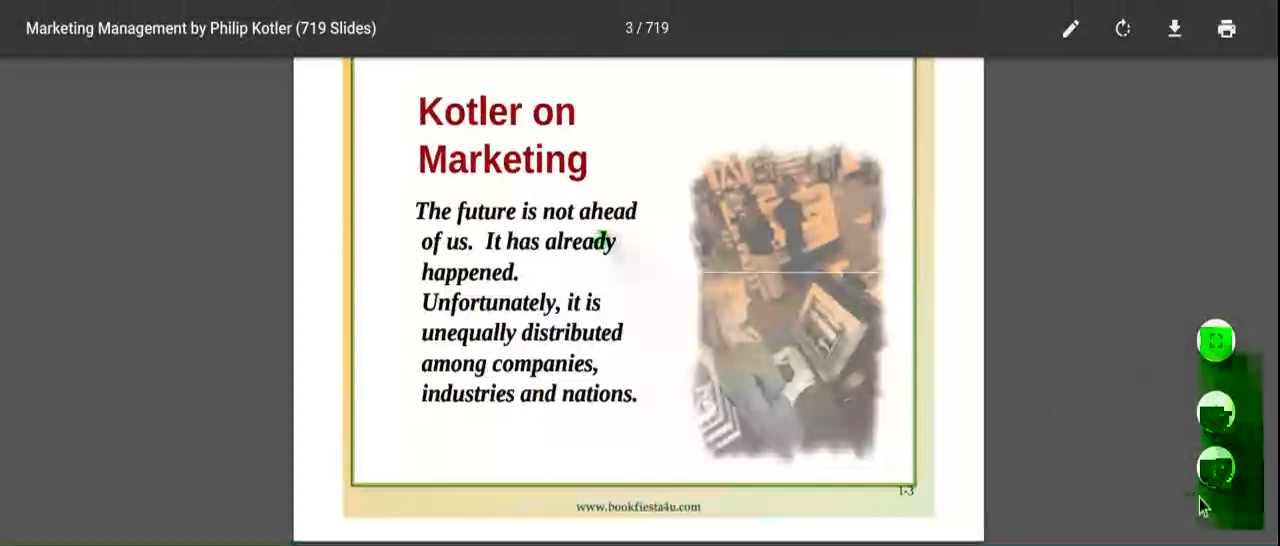 Marketing Management by Philip Kotler (719 Slides)
3 / 719
Kotler on
Marketing
The future is not ahead
of us. It has already
happened.
Unfortunately, it is
unequally distributed
among companies,
industries and nations.
1-3
www.bookfiesta4u.com